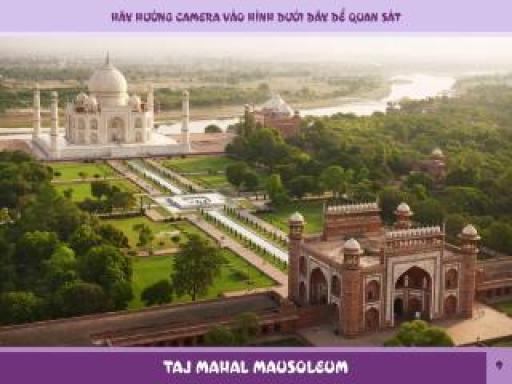 HÃY HƯỚNG CAMERA VÀO HÌNH DƯỚI ĐÂY ĐỂ QUAN SÁT
TAJ MAHAL MAUSOLEUM
9